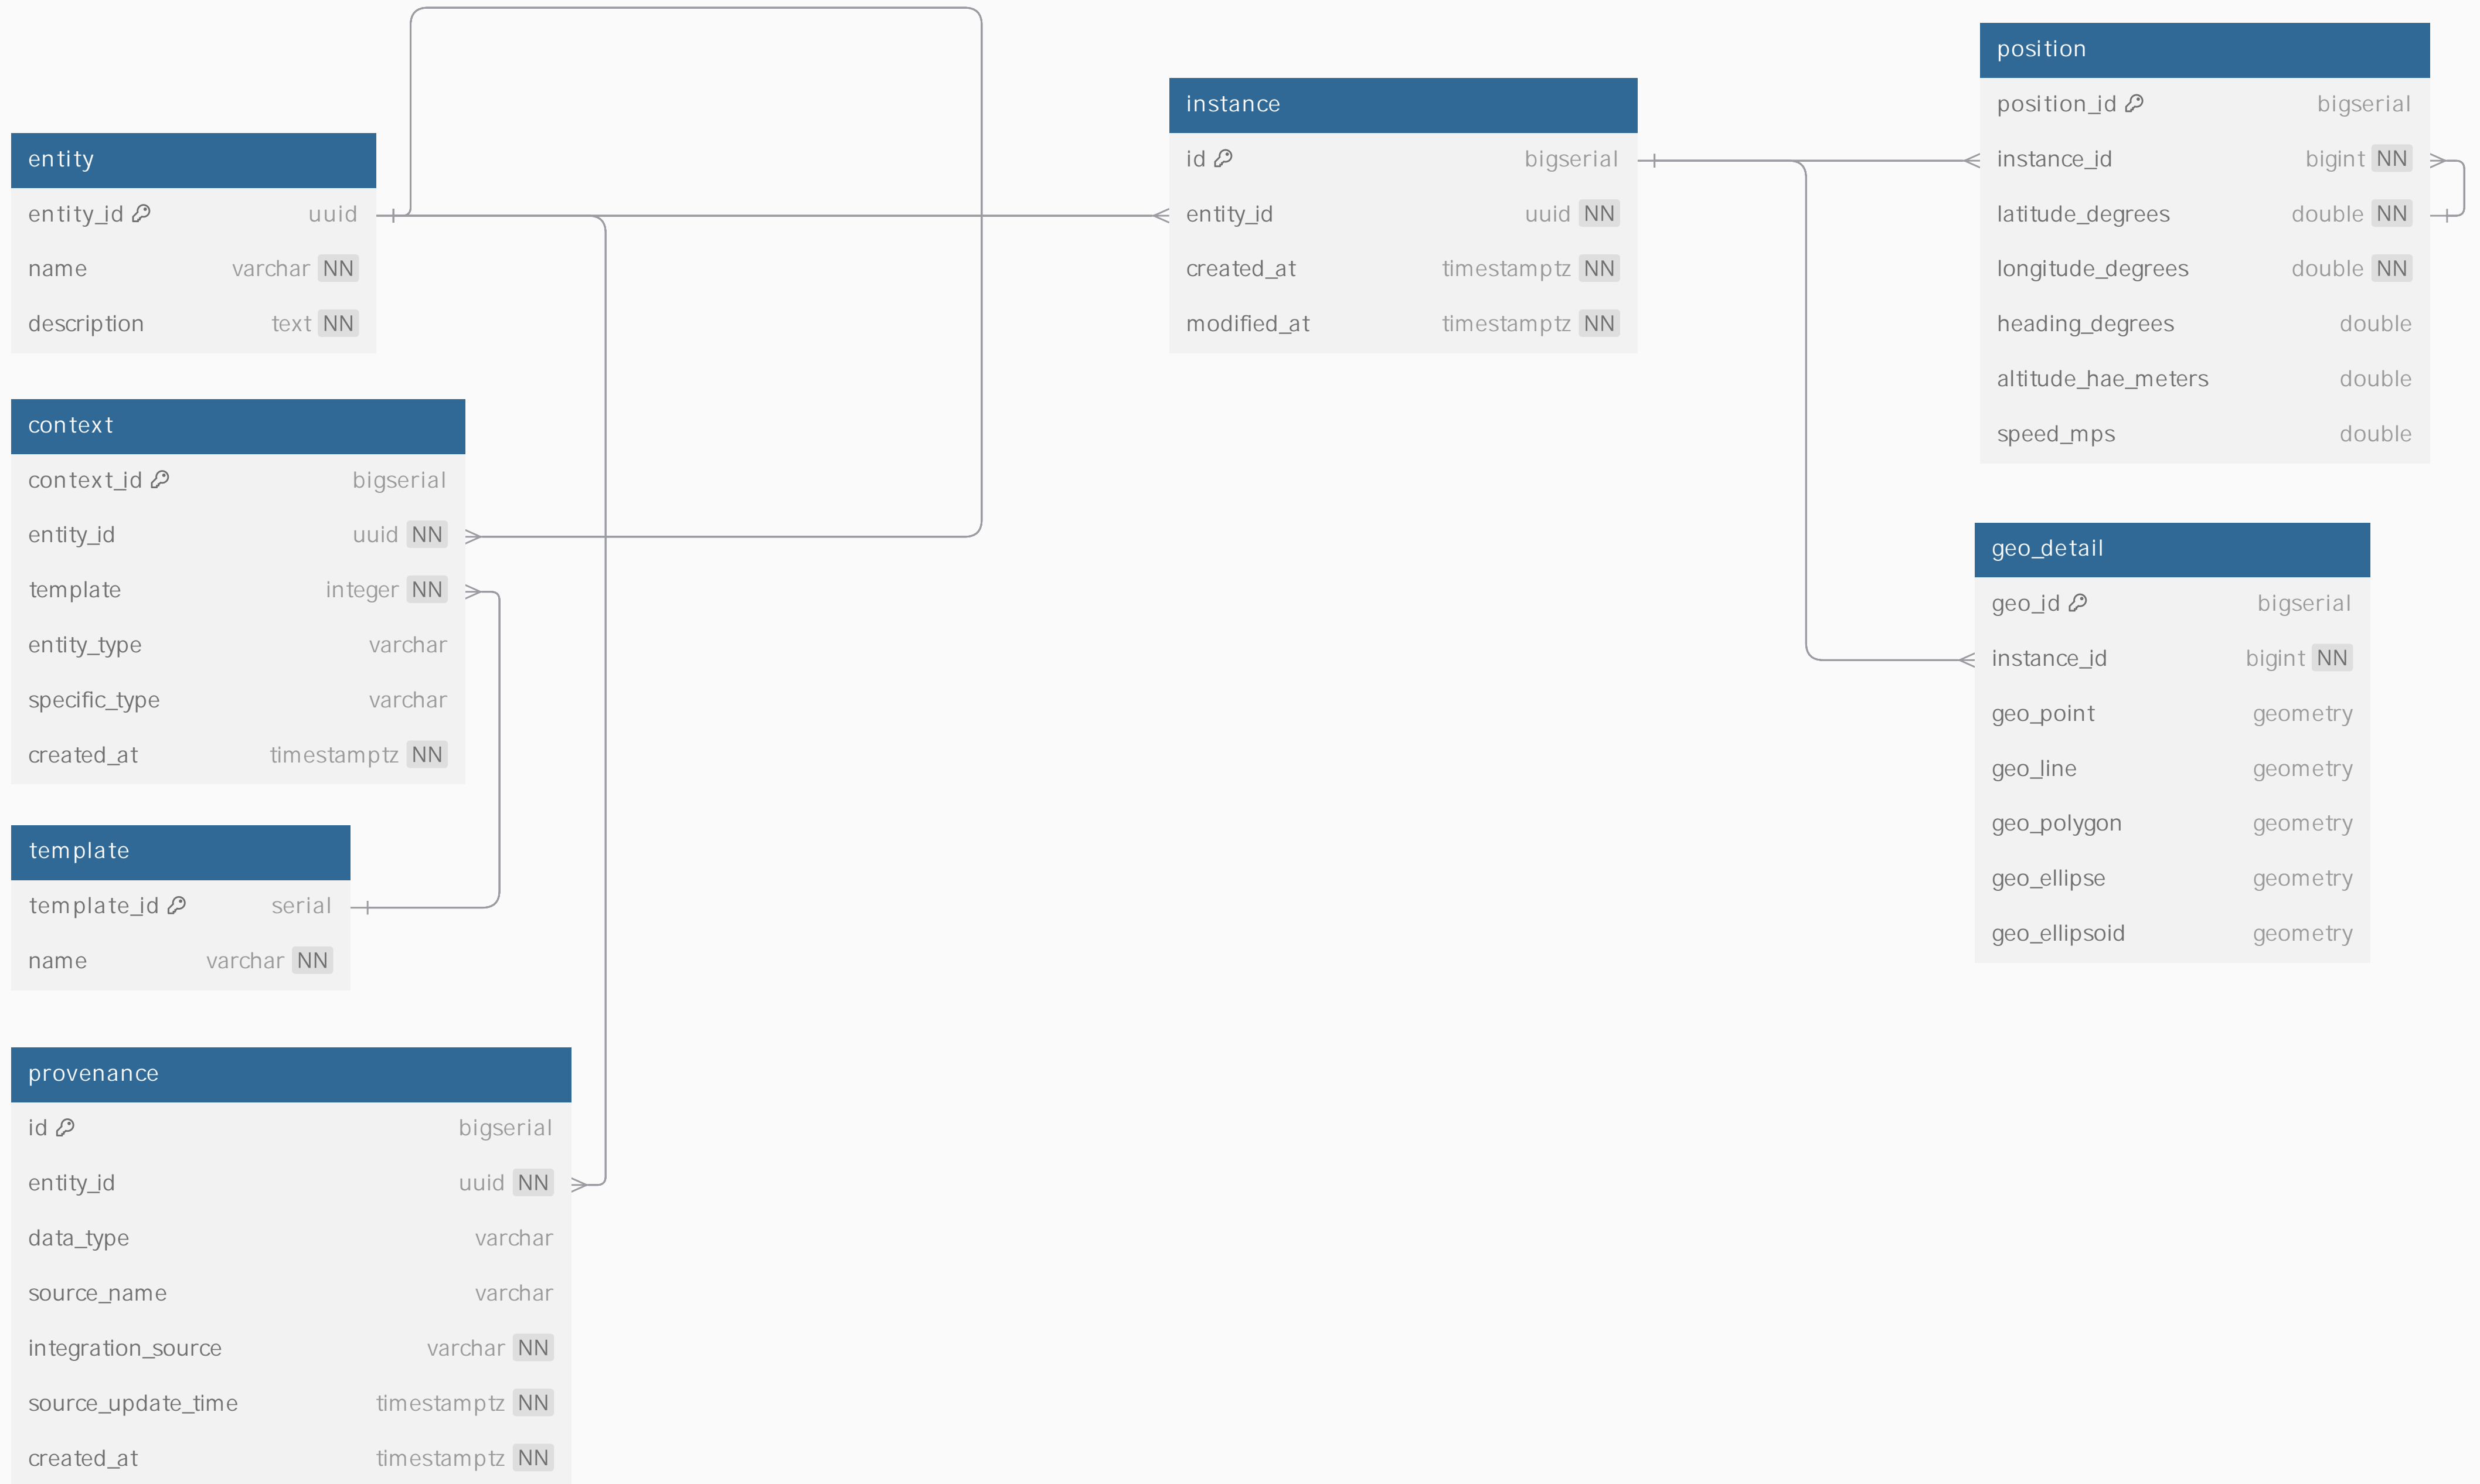 entity
entity_id uuid
name varchar NN
description text NN
context
context_id bigserial
entity_id uuid NN
template integer NN
entity_type varchar
specific_type varchar
created_at timestamptz NN
template
template_id serial
name varchar NN
provenance
id bigserial
entity_id uuid NN
data_type varchar
source_name varchar
integration_source varchar NN
source_update_time timestamptz NN
created_at timestamptz NN
instance
id bigserial
entity_id uuid NN
created_at timestamptz NN
modified_at timestamptz NN
position
position_id bigserial
instance_id bigint NN
latitude_degrees double NN
longitude_degrees double NN
heading_degrees double
altitude_hae_meters double
speed_mps double
geo_detail
geo_id bigserial
instance_id bigint NN
geo_point geometry
geo_line geometry
geo_polygon geometry
geo_ellipse geometry
geo_ellipsoid geometry